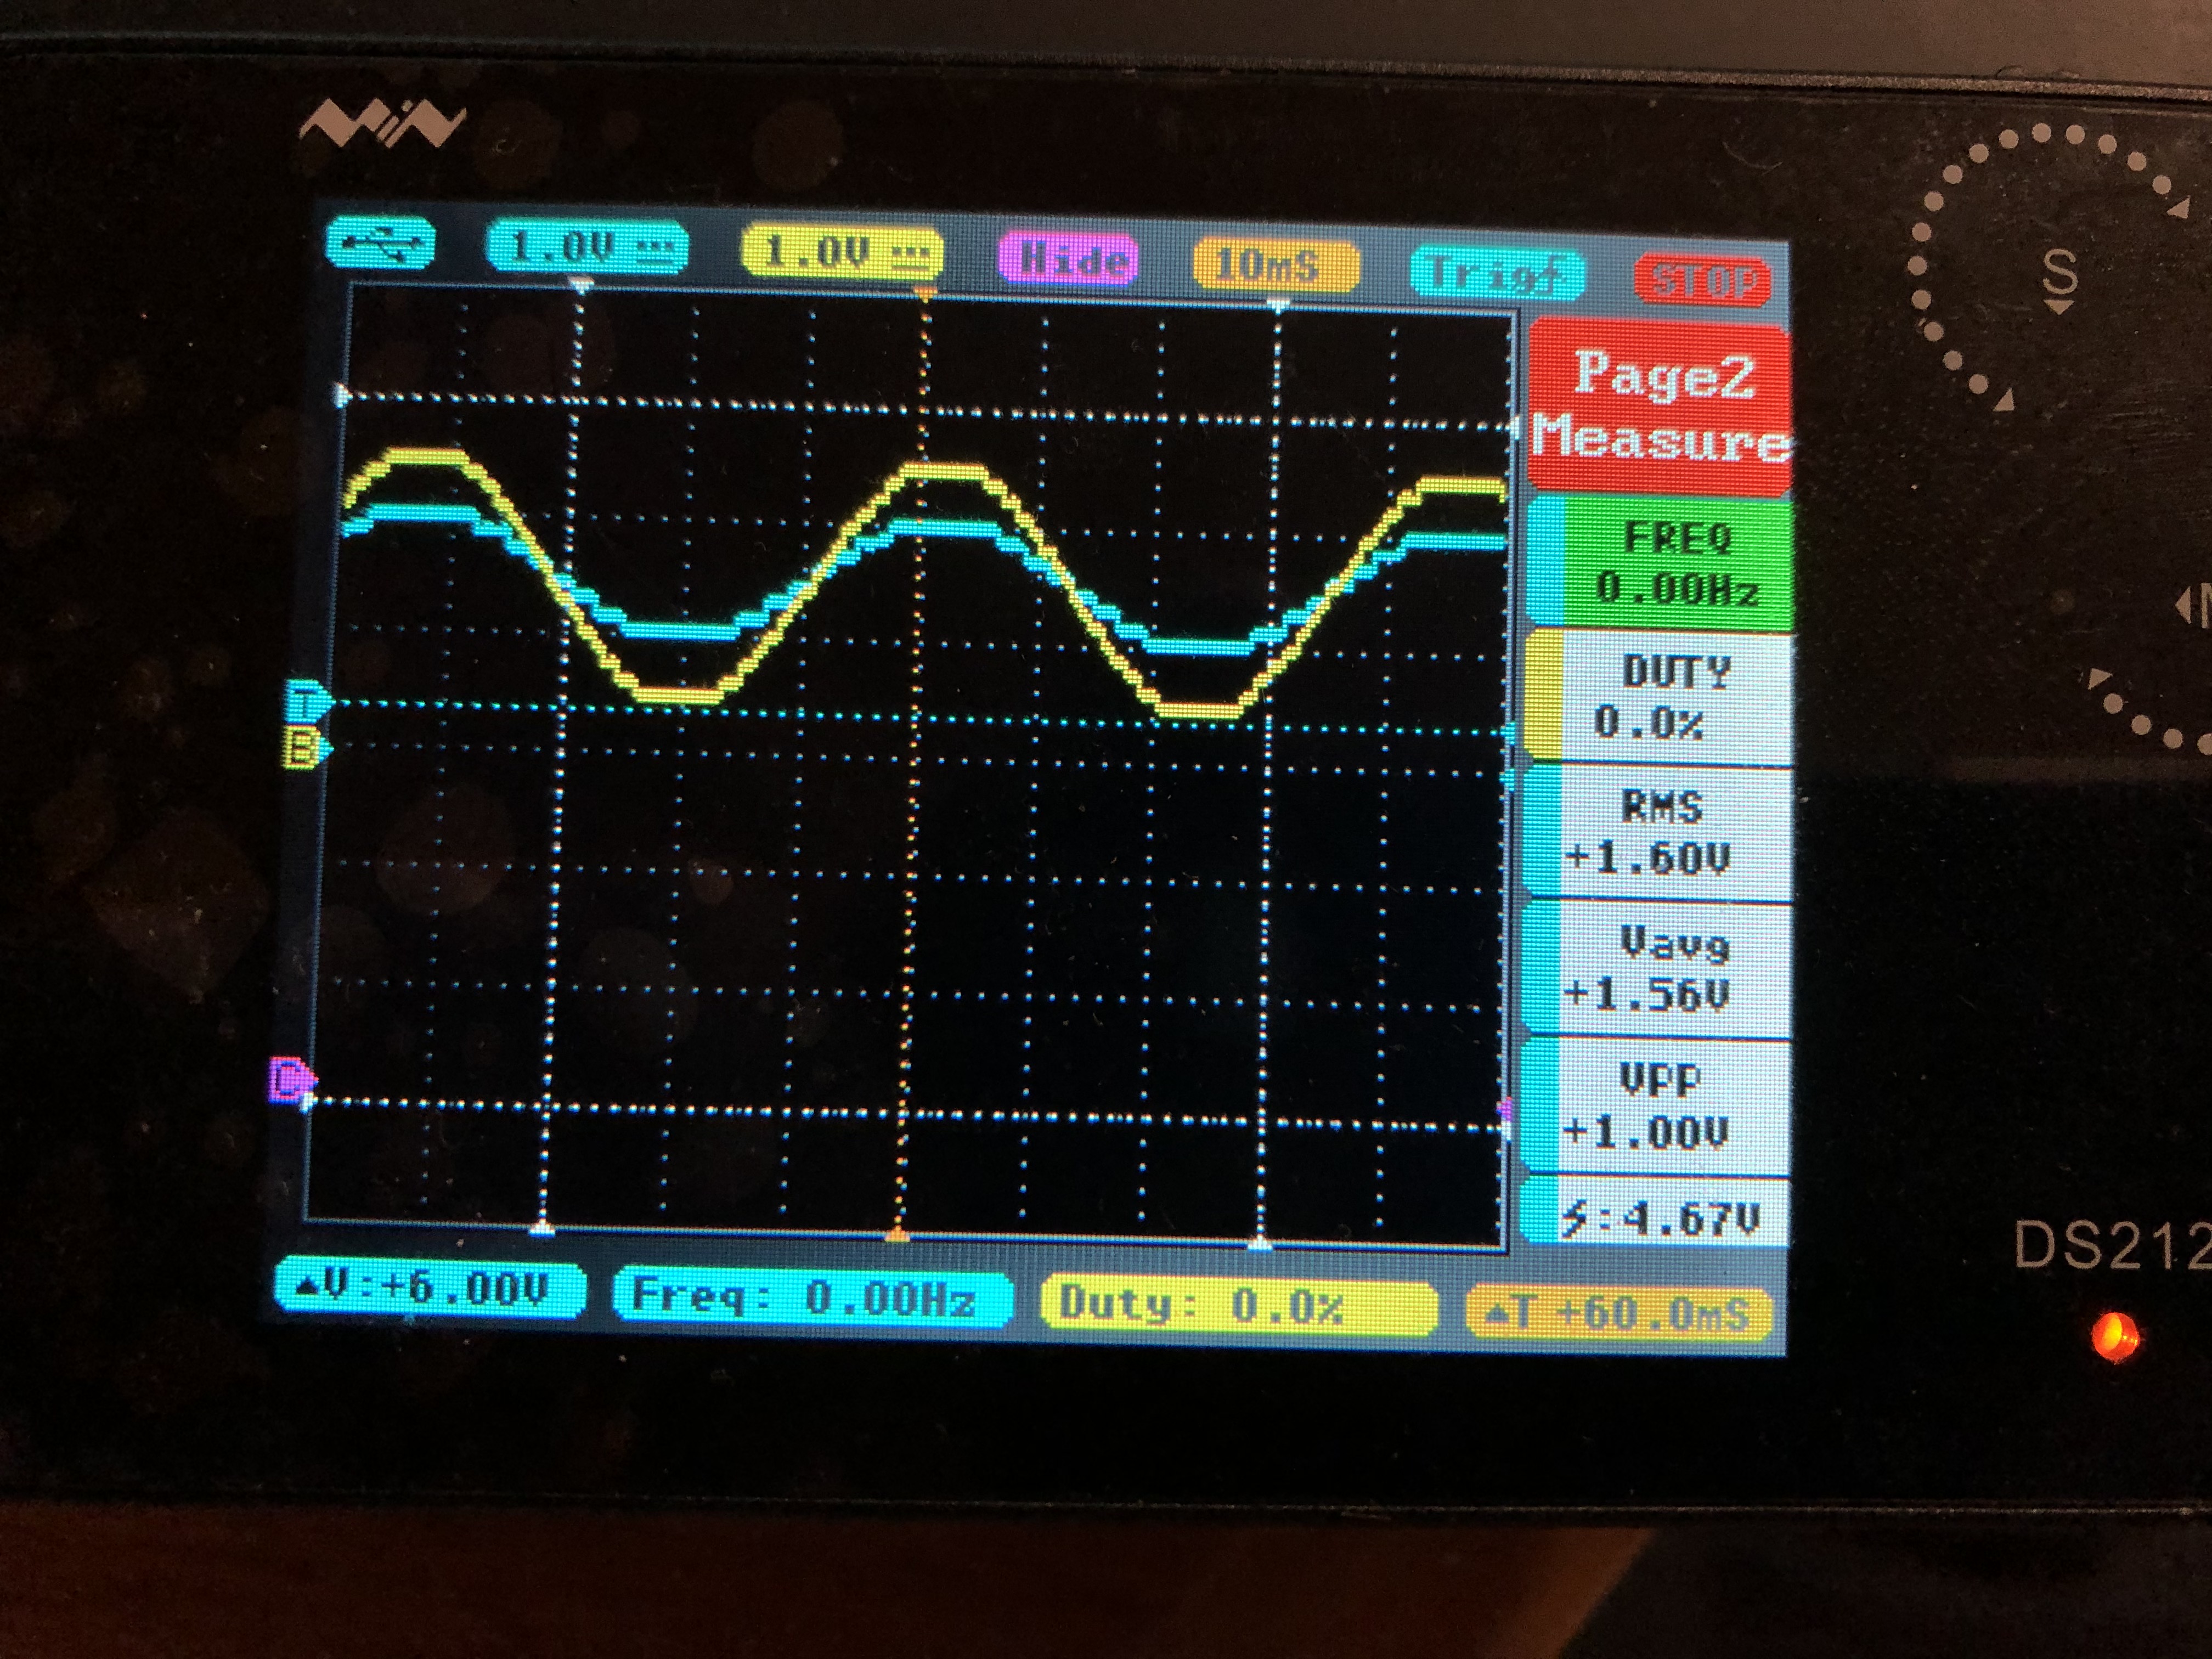 MiN
1.0V 1.0V Hide 10mS Trig STOP
Page2
Measure
FREQ
0.00Hz
DUTY
0.0%
RMS
+1.60V
Vavg
+1.56V
VPP
+1.00V
:4.67V
T
B
C
▲V:+6.00V Freq: 0.00Hz Duty: 0.0% ▲T +60.0mS
S
M
DS212